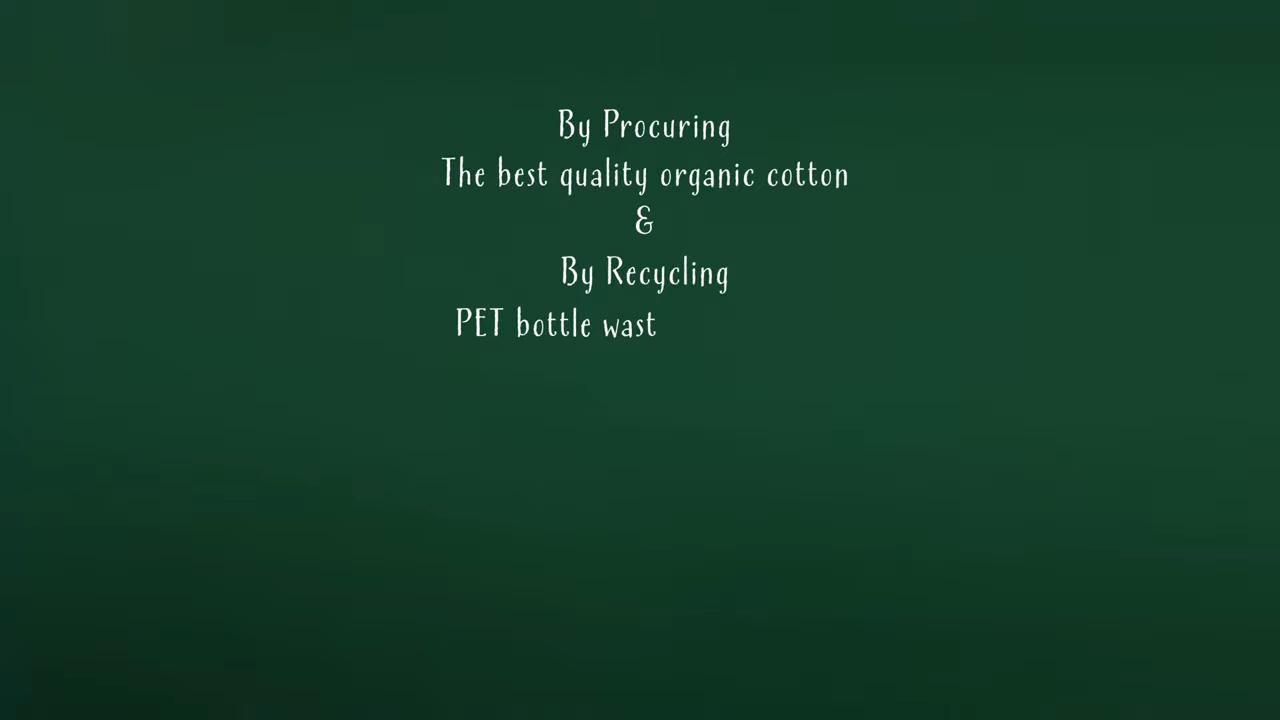 By Procuring
The best quality organic cotton
&
By Recycling
PET bottle wast